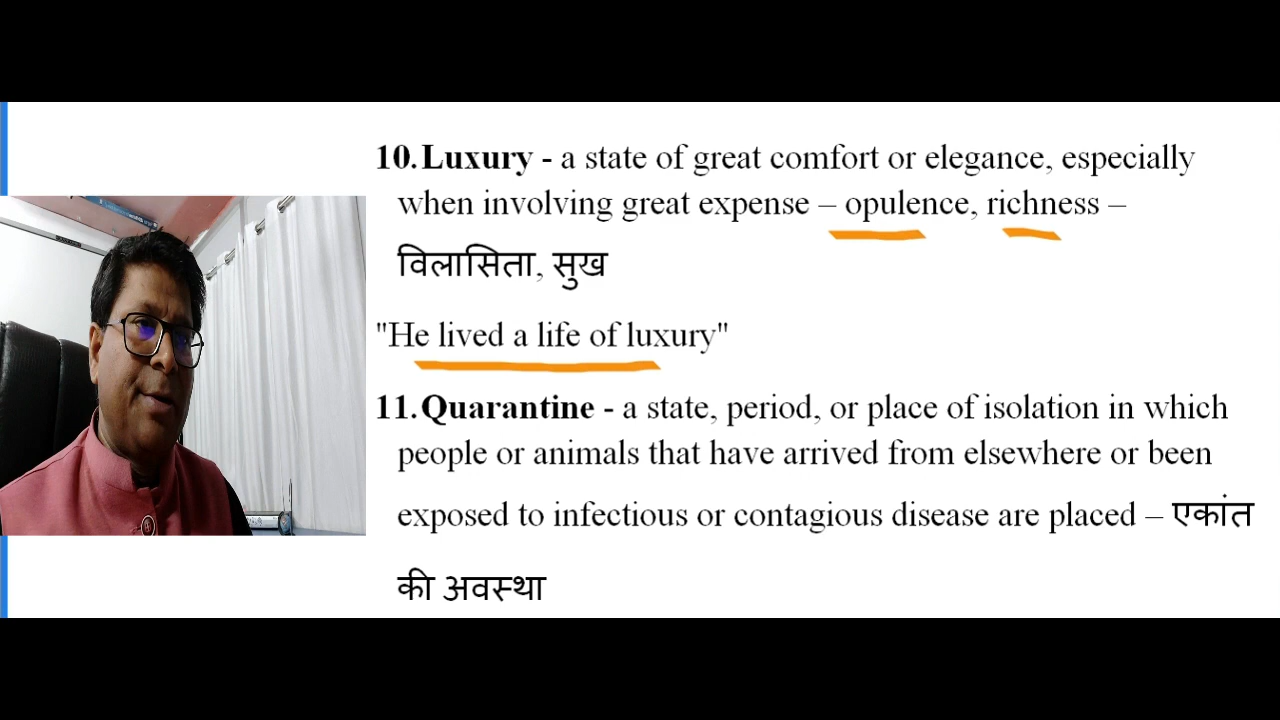 10. Luxury - a state of great comfort or elegance, especially
when involving great expense – opulence, richness –
विलासिता, सुख
"He lived a life of luxury"
11. Quarantine - a state, period, or place of isolation in which
people or animals that have arrived from elsewhere or been
exposed to infectious or contagious disease are placed – एकांत
की अवस्था